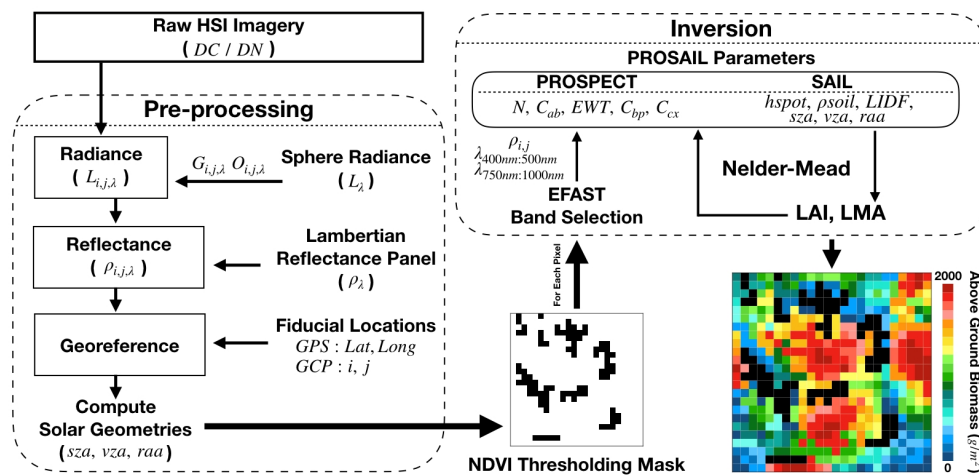 Raw HSI Imagery
( DC / DN )
Pre-processing
Radiance
( L_{i,j,λ} )
G_{i,j,λ} O_{i,j,λ}
Sphere Radiance
( L_λ )
Reflectance
( ρ_{i,j,λ} )
Lambertian
Reflectance Panel
( ρ_λ )
Georeference
Fiducial Locations
GPS : Lat, Long
GCP : i, j
Compute
Solar Geometries
(sza, vza, raa)
NDVI Thresholding Mask
For Each Pixel
Inversion
PROSAIL Parameters
PROSPECT
N, C_{ab}, EWT, C_{bp}, C_{cx}
SAIL
hspot, ρsoil, LIDF,
sza, vza, raa
ρ_{i,j}
λ_{400nm:500nm}
λ_{750nm:1000nm}
EFAST
Band Selection
Nelder-Mead
LAI, LMA
2000
0
Above Ground Biomass